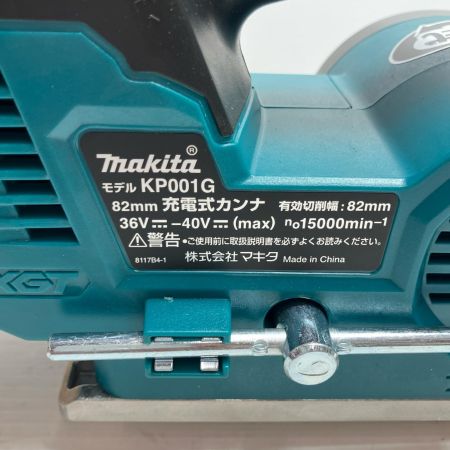 makita®
モデル KP001G
82mm 充電式カンナ 有効切削幅:82mm
36V⎓–40V⎓(max) n₀15000min⁻¹
⚠警告 ●ご使用前に取扱説明書を必ずよくお読みください。
8117B4-1 株式会社 マキタ Made in China
XGT